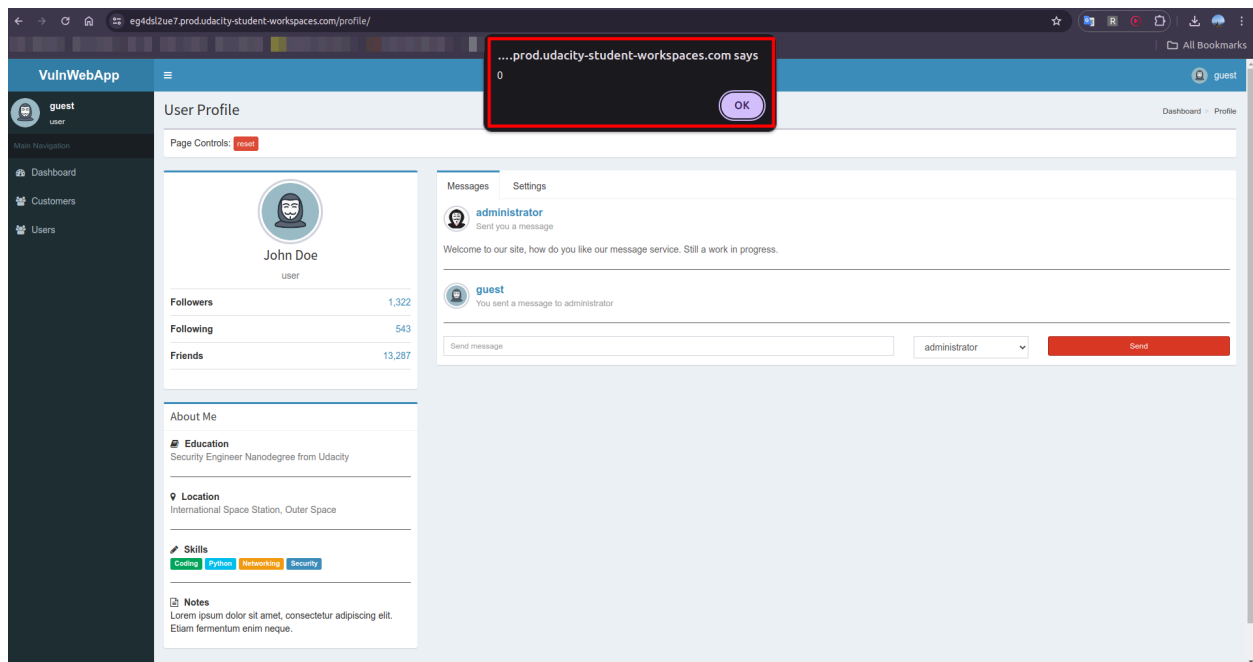 eg4dsl2ue7.prod.udacity-student-workspaces.com/profile/
R
All Bookmarks
....prod.udacity-student-workspaces.com says
0
OK
VulnWebApp
guest
guest
user
User Profile
Dashboard > Profile
Main Navigation
Page Controls: reset
Dashboard
Customers
Users
John Doe
user
Followers 1,322
Following 543
Friends 13,287
About Me
Education
Security Engineer Nanodegree from Udacity
Location
International Space Station, Outer Space
Skills
Coding Python Networking Security
Notes
Lorem ipsum dolor sit amet, consectetur adipiscing elit.
Etiam fermentum enim neque.
Messages Settings
administrator
Sent you a message
Welcome to our site, how do you like our message service. Still a work in progress.
guest
You sent a message to administrator
Send message administrator Send